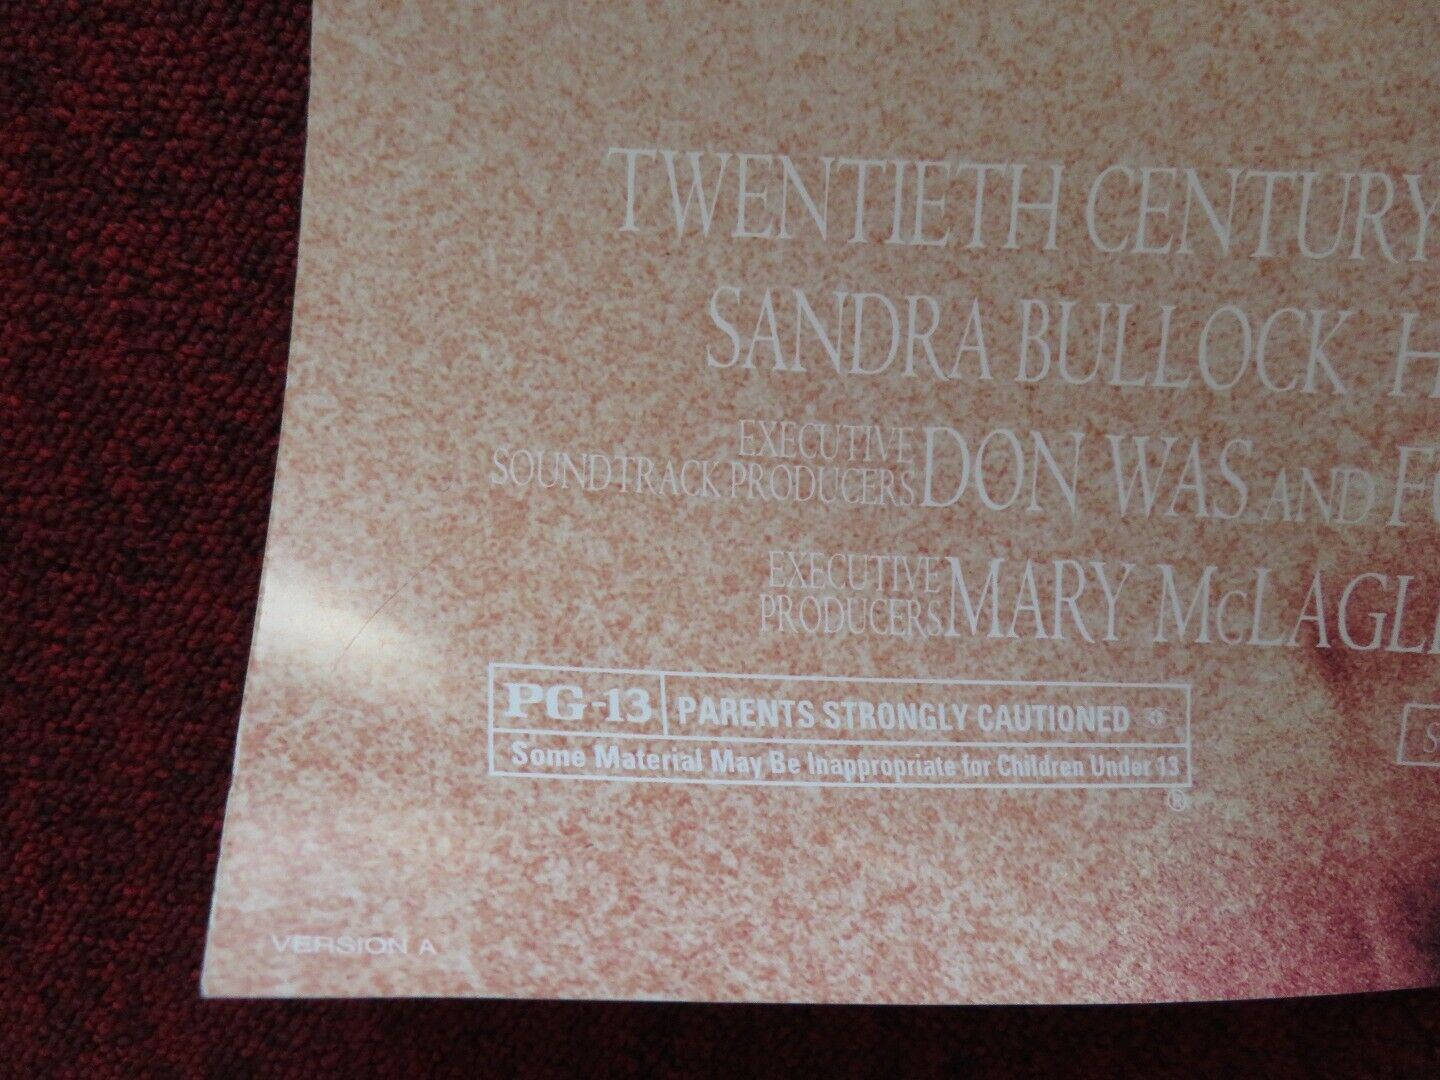 TWENTIETH CENTURY
SANDRA BULLOCK H
EXECUTIVE
SOUNDTRACK PRODUCERS DON WAS AND F
EXECUTIVE
PRODUCERS MARY McLAGL
PG-13 PARENTS STRONGLY CAUTIONED
Some Material May Be Inappropriate for Children Under 13
®
S
VERSION A